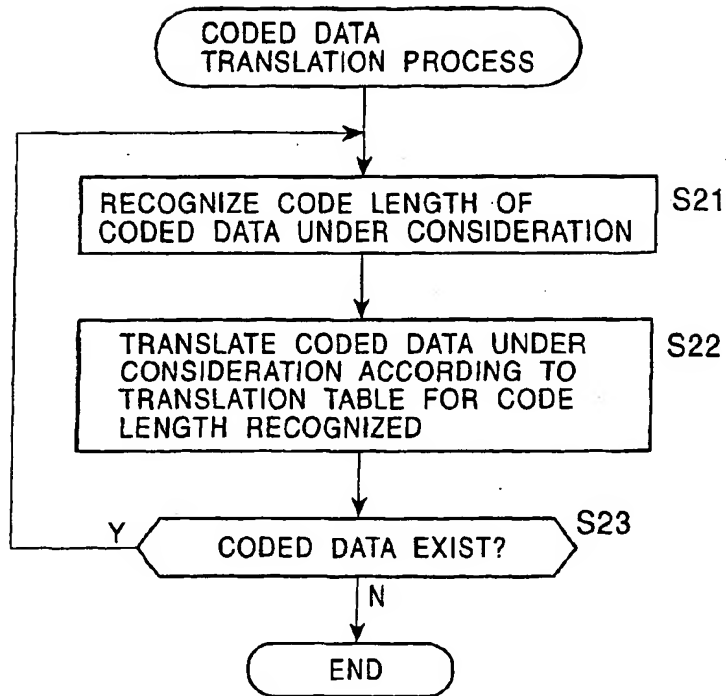 CODED DATA
TRANSLATION PROCESS
RECOGNIZE CODE LENGTH OF
CODED DATA UNDER CONSIDERATION
S21
TRANSLATE CODED DATA UNDER
CONSIDERATION ACCORDING TO
TRANSLATION TABLE FOR CODE
LENGTH RECOGNIZED
S22
Y
CODED DATA EXIST?
S23
N
END